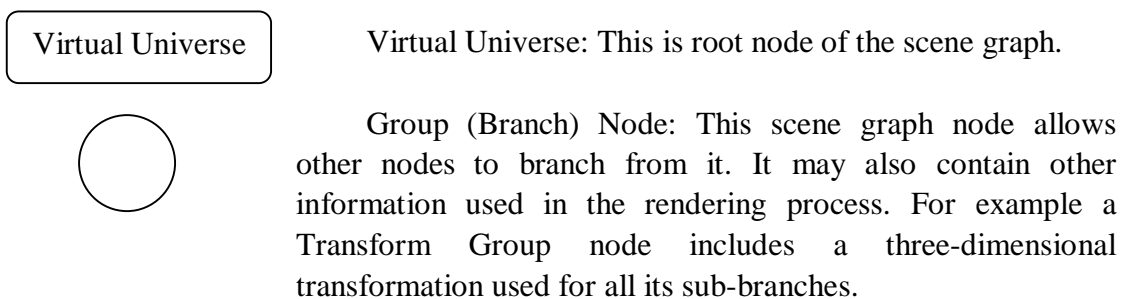 Virtual Universe
Virtual Universe: This is root node of the scene graph.
Group (Branch) Node: This scene graph node allows
other nodes to branch from it. It may also contain other
information used in the rendering process. For example a
Transform Group node includes a three-dimensional
transformation used for all its sub-branches.